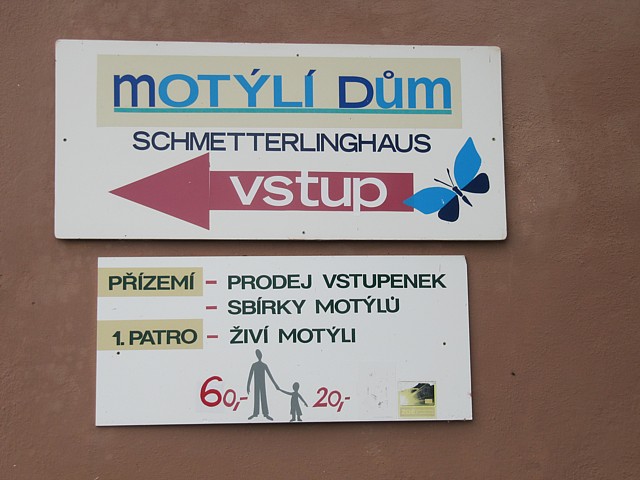 MOTÝLÍ DŮM
SCHMETTERLINGHAUS
vstup
PŘÍZEMÍ - PRODEJ VSTUPENEK
- SBÍRKY MOTÝLŮ
1. PATRO - ŽIVÍ MOTÝLI
60,- 20,-